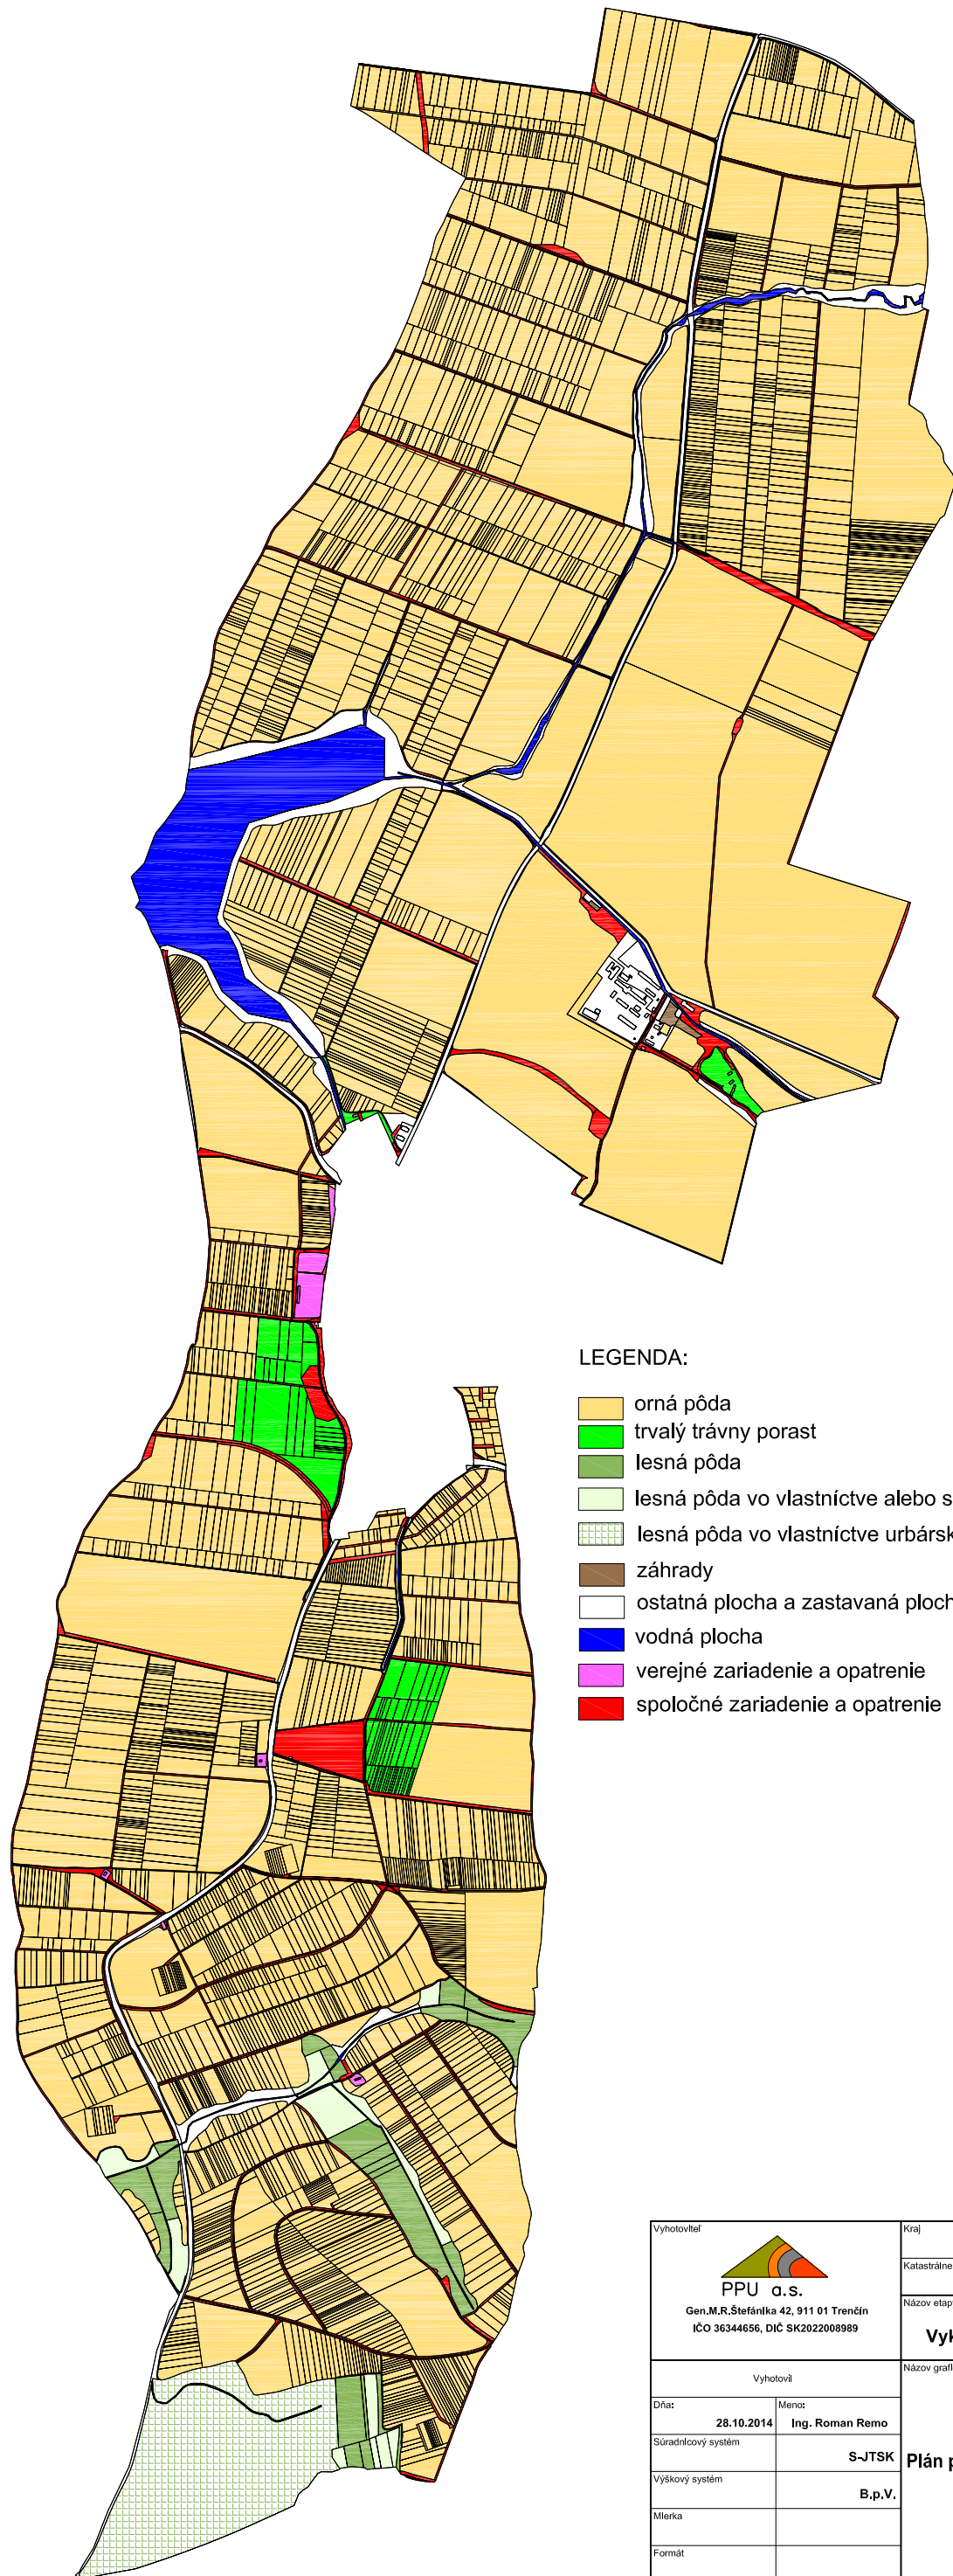 LEGENDA:
orná pôda
trvalý trávny porast
lesná pôda
lesná pôda vo vlastníctve alebo s
lesná pôda vo vlastníctve urbársk
záhrady
ostatná plocha a zastavaná ploch
vodná plocha
verejné zariadenie a opatrenie
spoločné zariadenie a opatrenie
Vyhotoviteľ
PPU a.s.
Gen.M.R.Štefánika 42, 911 01 Trenčín
IČO 36344656, DIČ SK2022008989
Kraj
Katastrálne
Názov etap
Vyk
Vyhotovil
Názov grafi
Dňa:
28.10.2014
Meno:
Ing. Roman Remo
Súradnicový systém
S-JTSK
Plán p
Výškový systém
B.p.V.
Mierka
Formát